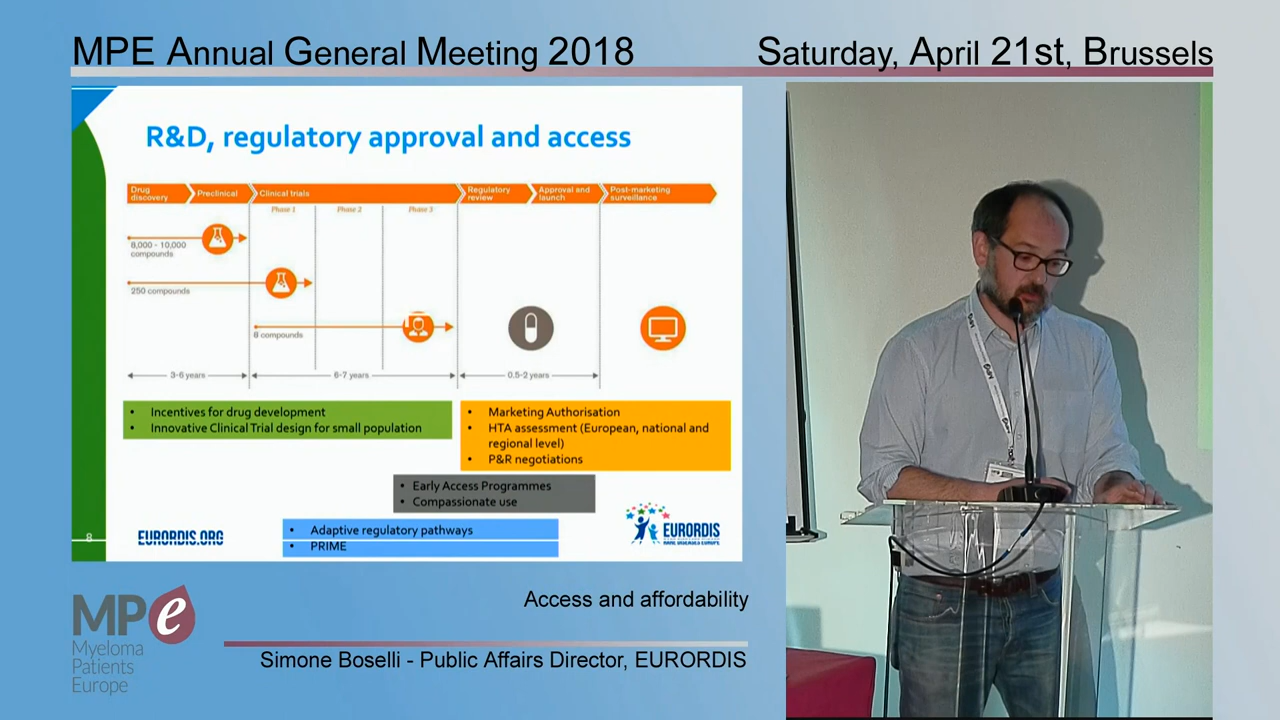 MPE Annual General Meeting 2018
Saturday, April 21st, Brussels
R&D, regulatory approval and access
Drug
discovery
Preclinical
Clinical trials
Regulatory
review
Approval and
launch
Post-marketing
surveillance
Phase 1
Phase 2
Phase 3
8,000 - 10,000
compounds
250 compounds
8 compounds
3-6 years
6-7 years
0.5-2 years
• Incentives for drug development
• Innovative Clinical Trial design for small population
• Marketing Authorisation
• HTA assessment (European, national and
regional level)
• P&R negotiations
• Early Access Programmes
• Compassionate use
• Adaptive regulatory pathways
• PRIME
8
EURORDIS.ORG
EURORDIS
RARE DISEASES EUROPE
MPe
Myeloma
Patients
Europe
Access and affordability
Simone Boselli - Public Affairs Director, EURORDIS